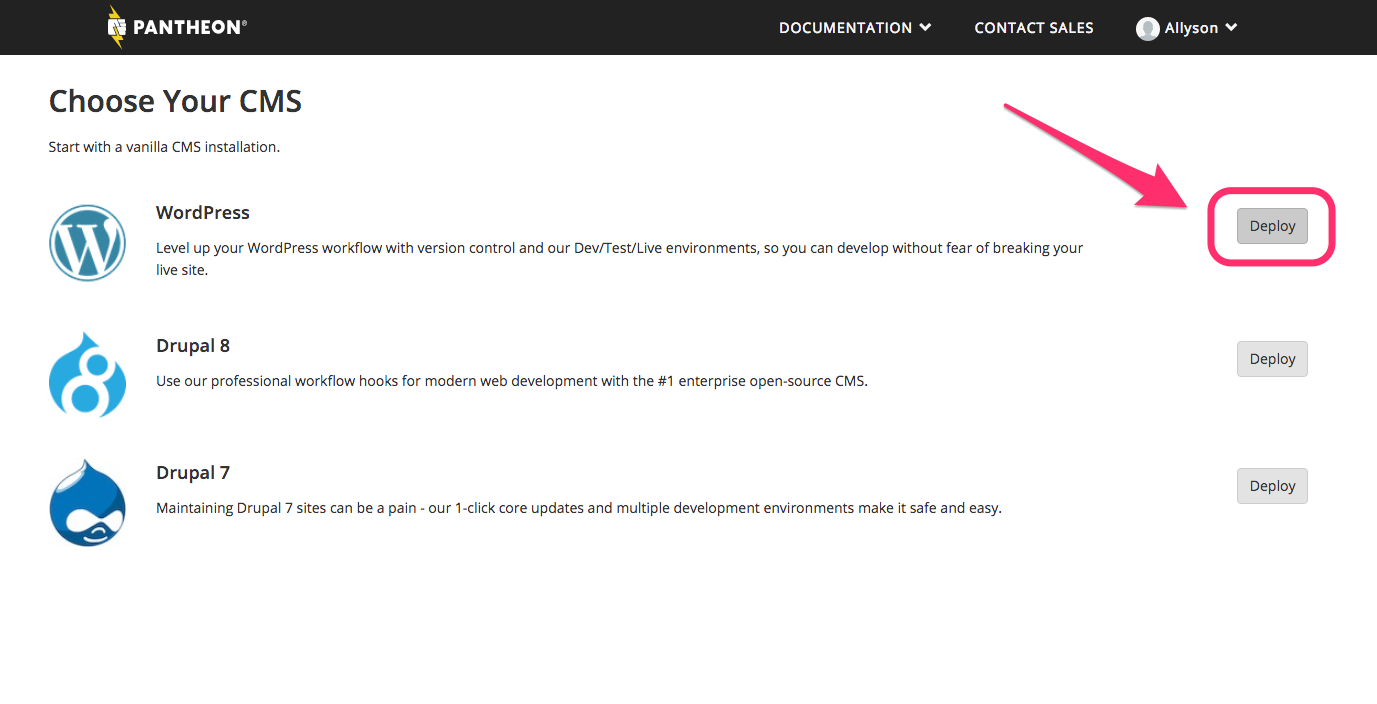 PANTHEON®
DOCUMENTATION
CONTACT SALES
Allyson
Choose Your CMS
Start with a vanilla CMS installation.
WordPress
Level up your WordPress workflow with version control and our Dev/Test/Live environments, so you can develop without fear of breaking your
live site.
Deploy
Drupal 8
Use our professional workflow hooks for modern web development with the #1 enterprise open-source CMS.
Deploy
Drupal 7
Maintaining Drupal 7 sites can be a pain - our 1-click core updates and multiple development environments make it safe and easy.
Deploy